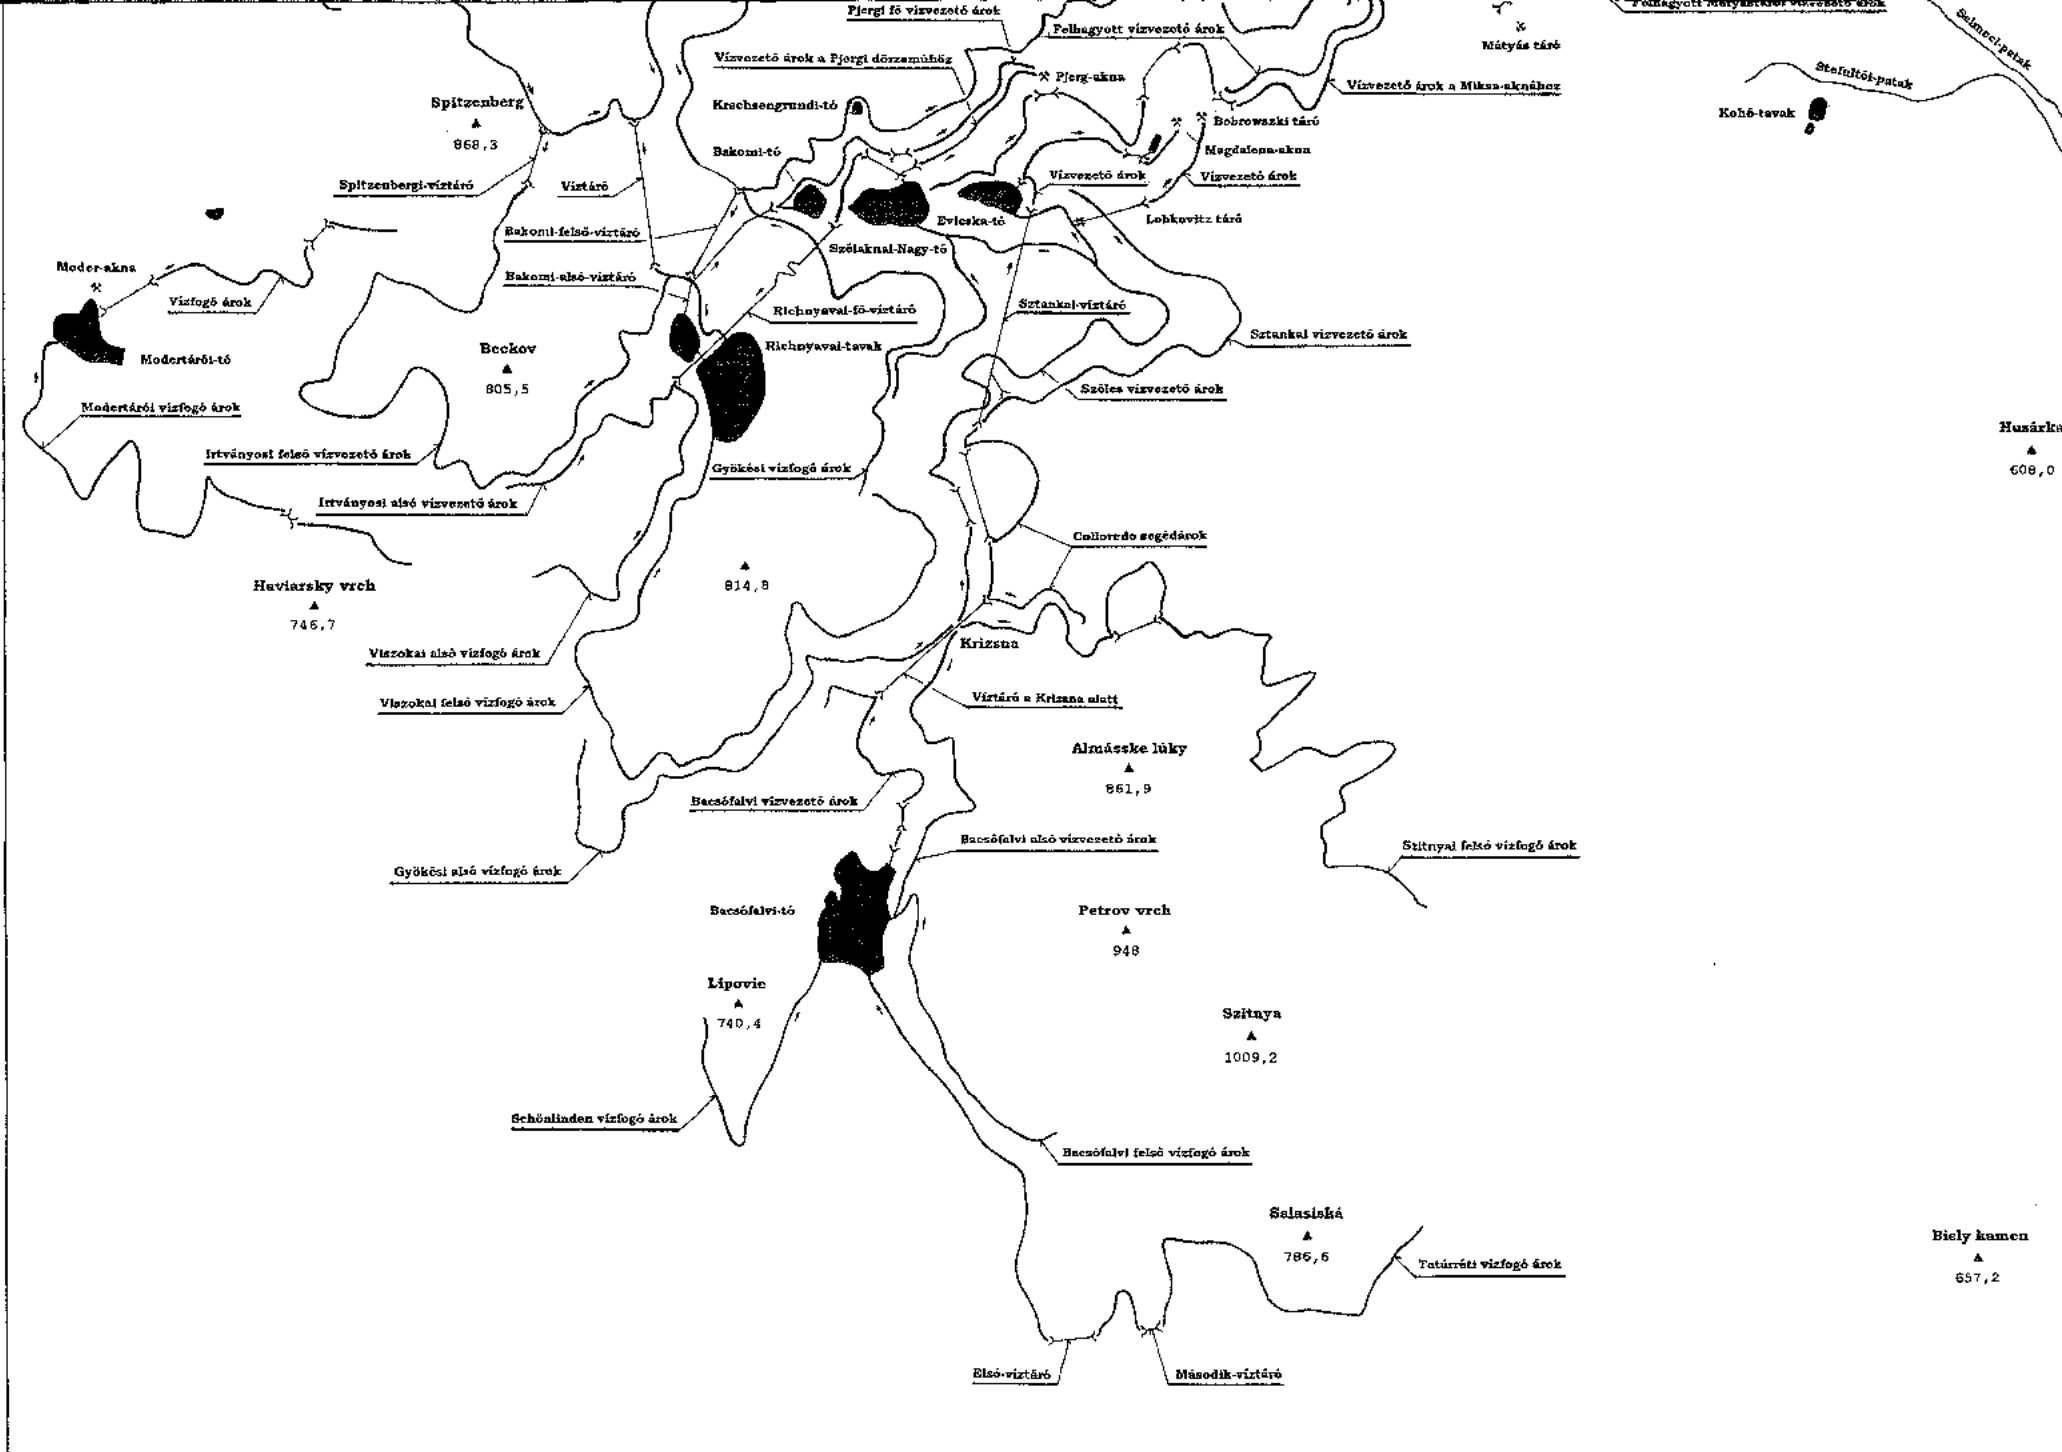 Pjergi fő vízvezető árok
Felhagyott vízvezető árok
Mátyás táró
Selmeci-patak
Stefultói-patak
Vízvezető árok a Pjergi
Pjerg-akna
Vízvezető árok a Miksa-aknához
Spitzenberg
868,3
Krechsengrundi-tó
Kohó-tavak
Bobrowszki táró
Bakomi-tó
Magdalena-akna
Spitzenbergi-víztáró
Víztáró
Vízvezető árok
Vízvezető árok
Evicska-tó
Lobkovitz táró
Bakomi-felső-víztáró
Szélaknai-Nagy-tó
Moder-akna
Bakomi-alsó-víztáró
Vízfogó árok
Richnyavai-fő-víztáró
Sztankai-víztáró
Sztankai vízvezető árok
Beckov
805,5
Richnyavai-tavak
Modertárói-tó
Széles vízvezető árok
Modertárói vízfogó árok
Husárka
608,0
Irtványosi felső vízvezető árok
Gyökési vízfogó árok
Irtványosi alsó vízvezető árok
Colloredo segédárok
Haviarsky vrch
746,7
814,8
Viszokai alsó vízfogó árok
Krizsna
Viszokai felső vízfogó árok
Víztáró a Krizsna alatt
Almásske lúky
861,9
Bacsófalvi vízvezető árok
Bacsófalvi alsó vízvezető árok
Szitnyai felső vízfogó árok
Gyökési alsó vízfogó árok
Bacsófalvi-tó
Petrov vrch
948
Lipovic
740,4
Szitnya
1009,2
Schönlinden vízfogó árok
Bacsófalvi felső vízfogó árok
Salasiská
786,6
Tatárréti vízfogó árok
Biely kamen
657,2
Első-víztáró
Második-víztáró